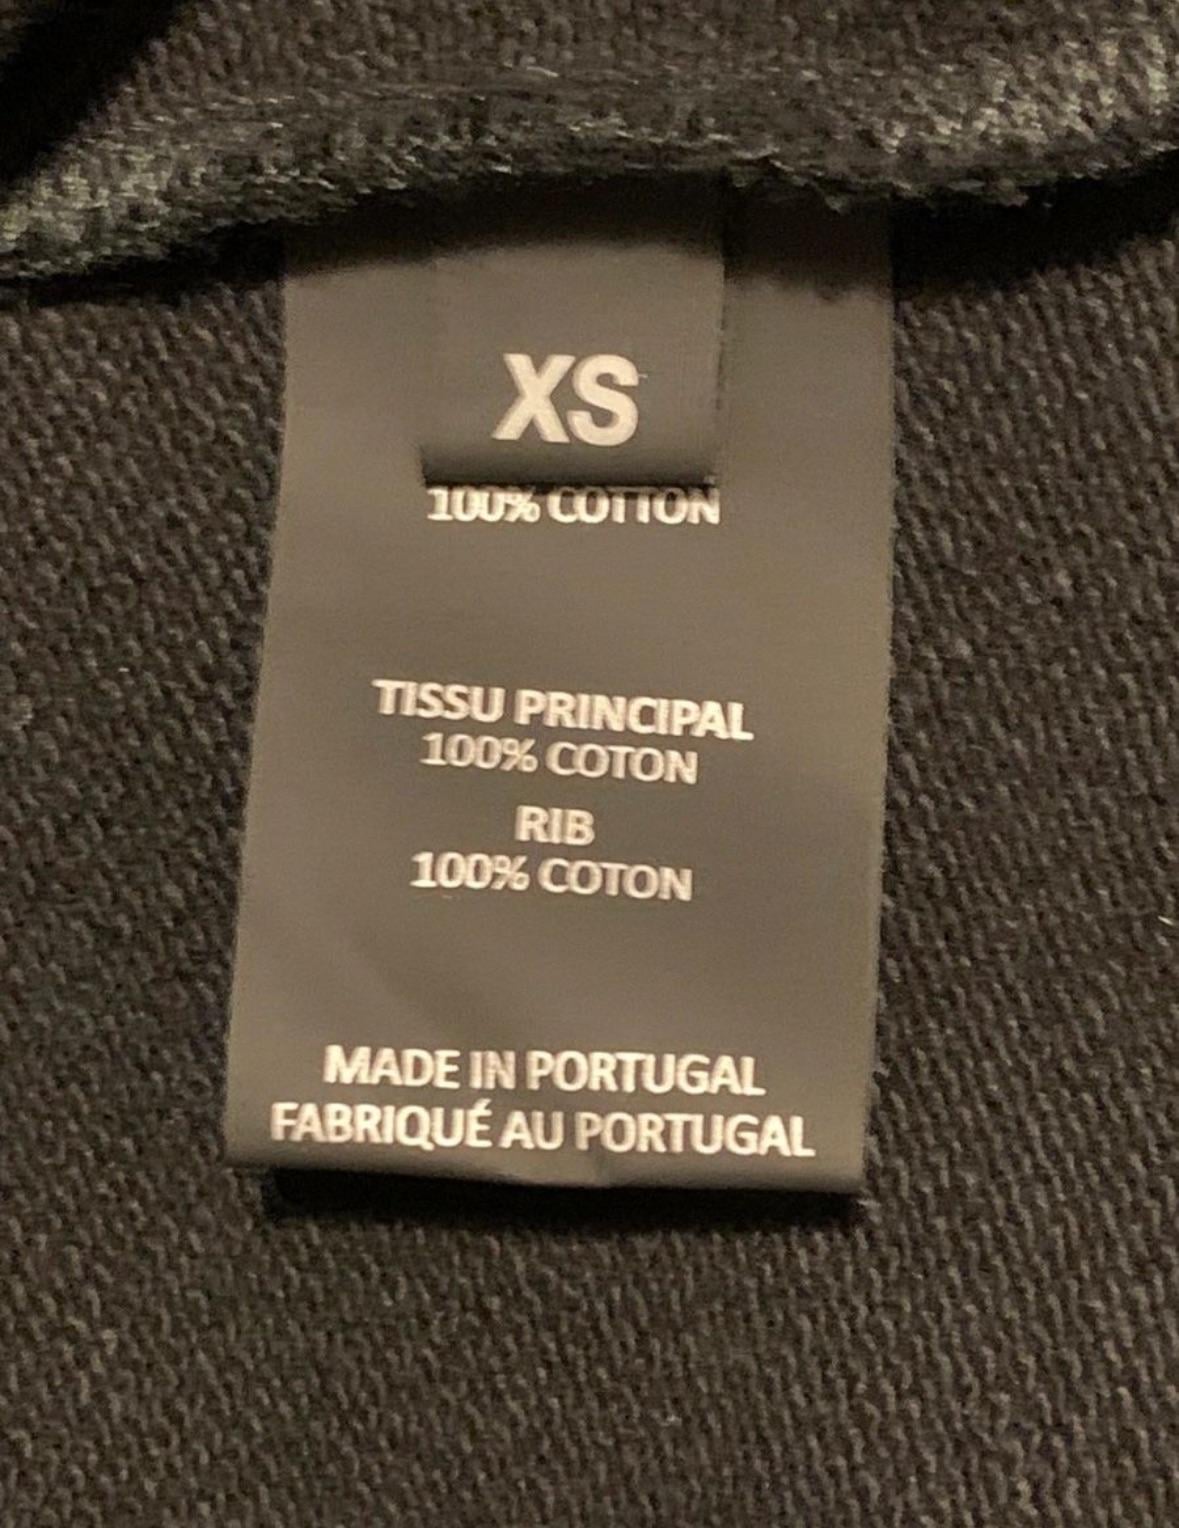 XS
100% COTTON
TISSU PRINCIPAL
100% COTON
RIB
100% COTON
MADE IN PORTUGAL
FABRIQUÉ AU PORTUGAL